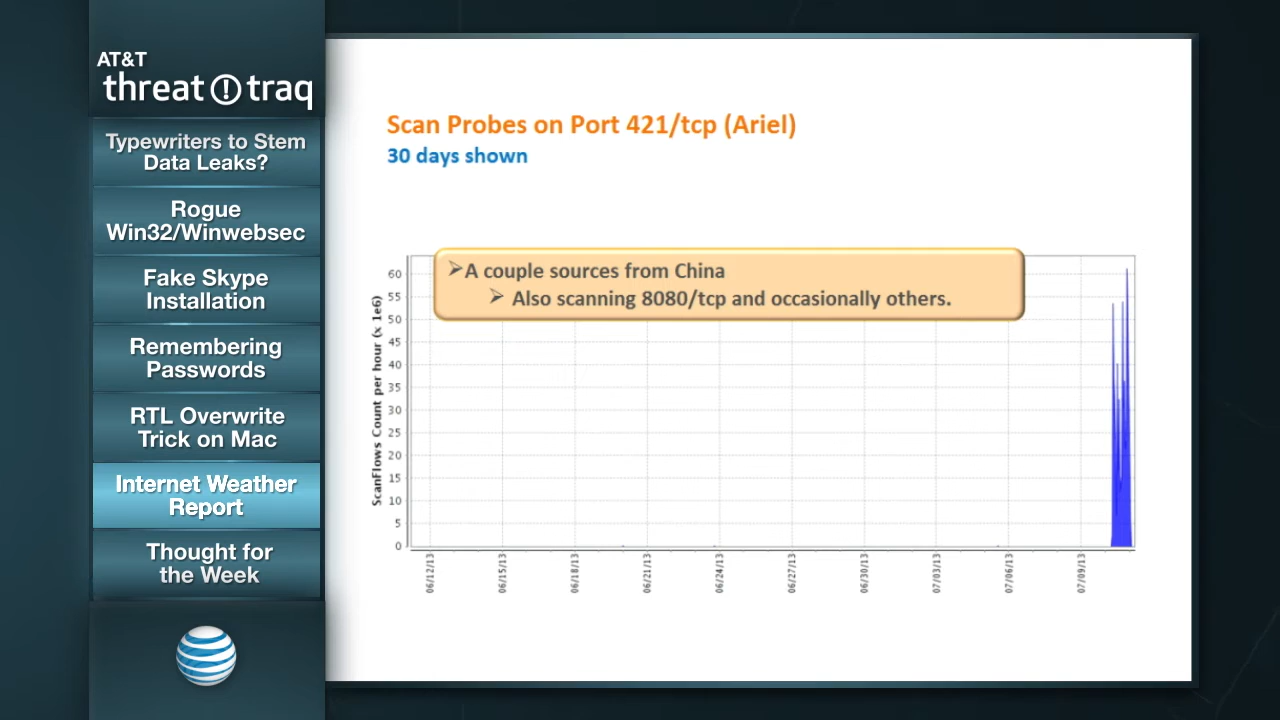 AT&T
threat traq
Typewriters to Stem
Data Leaks?
Rogue
Win32/Winwebsec
Fake Skype
Installation
Remembering
Passwords
RTL Overwrite
Trick on Mac
Internet Weather
Report
Thought for
the Week
Scan Probes on Port 421/tcp (Ariel)
30 days shown
➢A couple sources from China
➢ Also scanning 8080/tcp and occasionally others.
ScanFlows Count per hour (x 1e6)
60
55
50
45
40
35
30
25
20
15
10
5
0
06/12/13
06/15/13
06/18/13
06/21/13
06/24/13
06/27/13
06/30/13
07/03/13
07/06/13
07/09/13